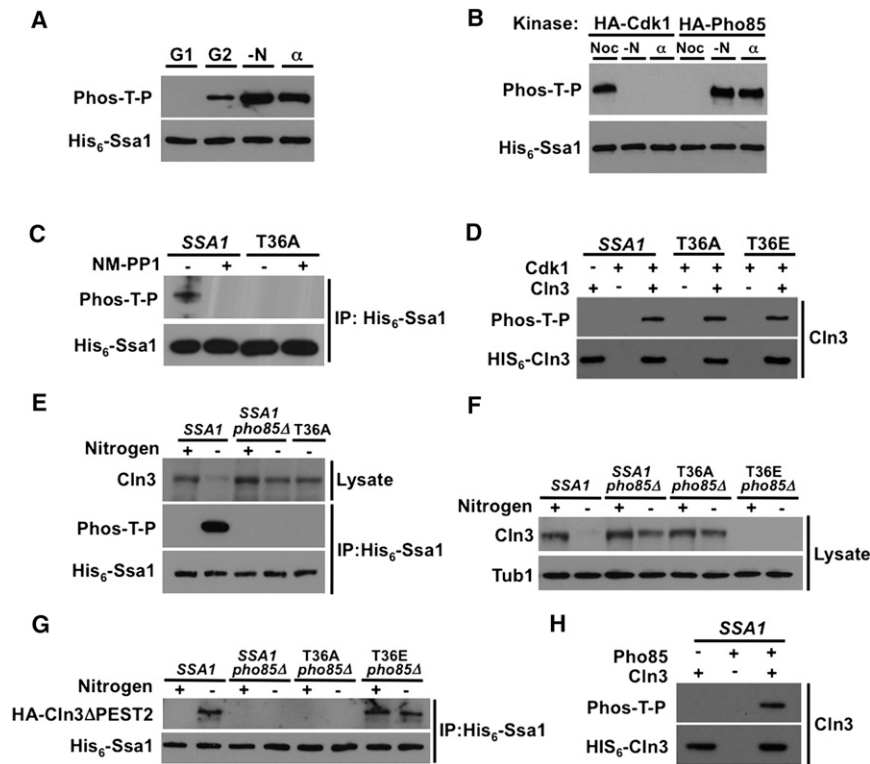 A
G1 G2 -N α
Phos-T-P
His6-Ssa1
B
Kinase: HA-Cdk1 HA-Pho85
Noc -N α Noc -N α
Phos-T-P
His6-Ssa1
C
SSA1 T36A
NM-PP1
- + - +
Phos-T-P
His6-Ssa1
IP: His6-Ssa1
D
SSA1 T36A T36E
Cdk1 - + + + + + +
Cln3 + - + - + - +
Phos-T-P
HIS6-Cln3
Cln3
E
SSA1 SSA1 pho85Δ T36A
Nitrogen + - + - -
Cln3
Lysate
Phos-T-P
His6-Ssa1
IP:His6-Ssa1
F
SSA1 SSA1 pho85Δ T36A pho85Δ T36E pho85Δ
Nitrogen + - + - + - + -
Cln3
Tub1
Lysate
G
SSA1 SSA1 pho85Δ T36A pho85Δ T36E pho85Δ
Nitrogen + - + - + - + -
HA-Cln3ΔPEST2
His6-Ssa1
IP:His6-Ssa1
H
SSA1
Pho85 - + +
Cln3 + - +
Phos-T-P
HIS6-Cln3
Cln3